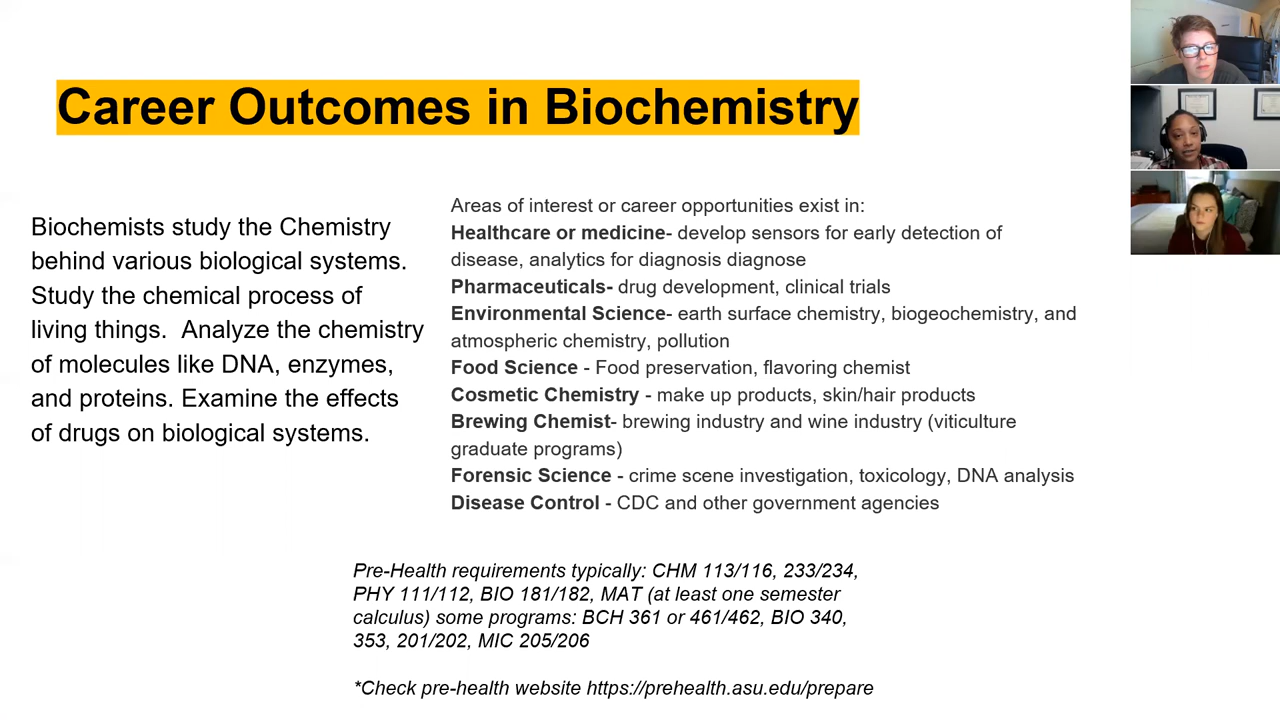 Career Outcomes in Biochemistry
Biochemists study the Chemistry
behind various biological systems.
Study the chemical process of
living things.  Analyze the chemistry
of molecules like DNA, enzymes,
and proteins. Examine the effects
of drugs on biological systems.
Areas of interest or career opportunities exist in:
Healthcare or medicine- develop sensors for early detection of
disease, analytics for diagnosis diagnose
Pharmaceuticals- drug development, clinical trials
Environmental Science- earth surface chemistry, biogeochemistry, and
atmospheric chemistry, pollution
Food Science - Food preservation, flavoring chemist
Cosmetic Chemistry - make up products, skin/hair products
Brewing Chemist- brewing industry and wine industry (viticulture
graduate programs)
Forensic Science - crime scene investigation, toxicology, DNA analysis
Disease Control - CDC and other government agencies
Pre-Health requirements typically: CHM 113/116, 233/234,
PHY 111/112, BIO 181/182, MAT (at least one semester
calculus) some programs: BCH 361 or 461/462, BIO 340,
353, 201/202, MIC 205/206
*Check pre-health website https://prehealth.asu.edu/prepare